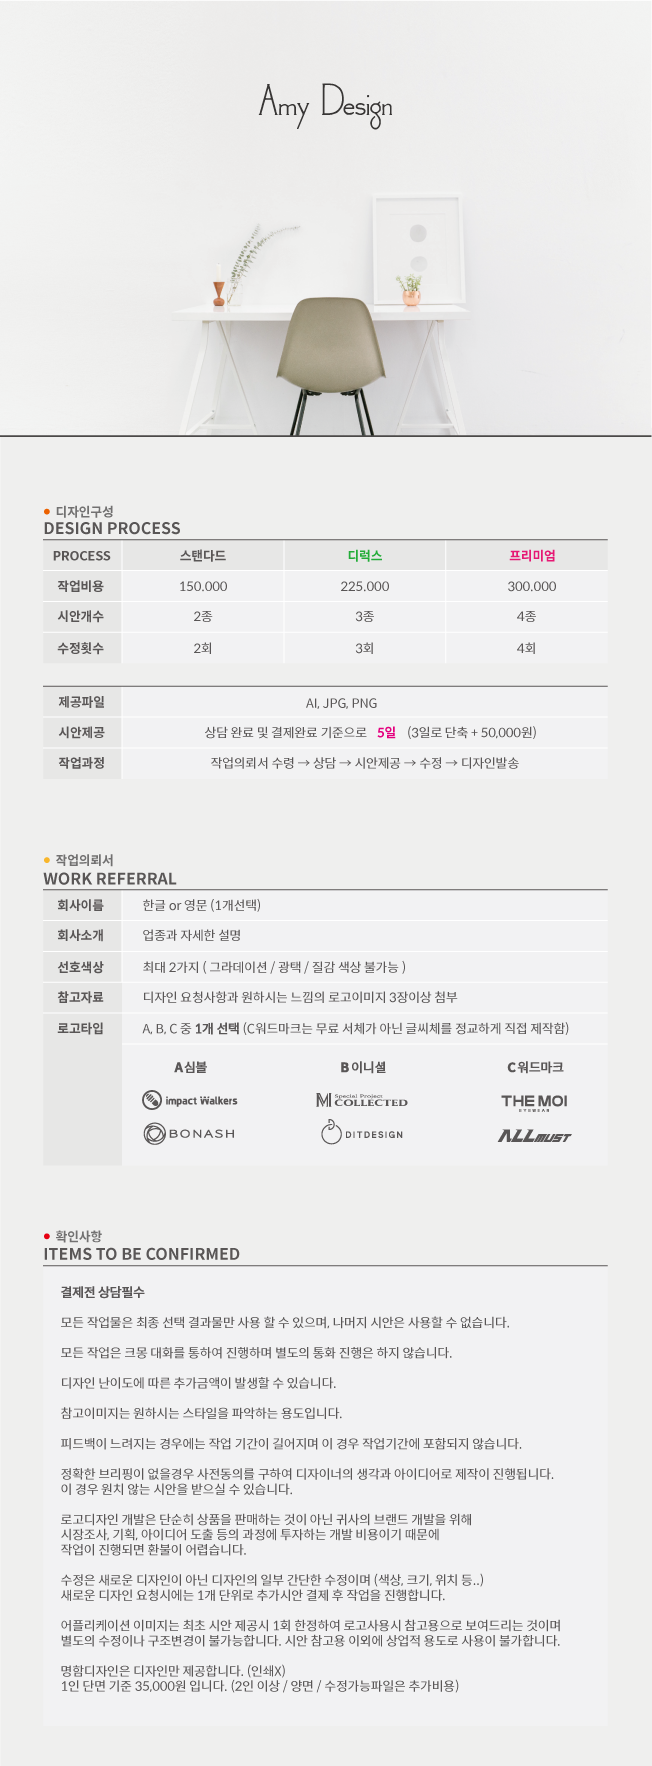 Amy Design
디자인구성
DESIGN PROCESS
PROCESS 스탠다드 디럭스 프리미엄
작업비용 150.000 225.000 300.000
시안개수 2종 3종 4종
수정횟수 2회 3회 4회
제공파일 AI, JPG, PNG
시안제공 상담 완료 및 결제완료 기준으로 5일 (3일로 단축 + 50,000원)
작업과정 작업의뢰서 수령 → 상담 → 시안제공 → 수정 → 디자인발송
작업의뢰서
WORK REFERRAL
회사이름 한글 or 영문 (1개선택)
회사소개 업종과 자세한 설명
선호색상 최대 2가지 ( 그라데이션 / 광택 / 질감 색상 불가능 )
참고자료 디자인 요청사항과 원하시는 느낌의 로고이미지 3장이상 첨부
로고타입 A, B, C 중 1개 선택 (C워드마크는 무료 서체가 아닌 글씨체를 정교하게 직접 제작함)
A 심볼 B 이니셜 C 워드마크
impact Walkers Special Project THE MOI
M COLLECTED EYEWEAR
BONASH DITDESIGN ALLMUST
확인사항
ITEMS TO BE CONFIRMED
결제전 상담필수
모든 작업물은 최종 선택 결과물만 사용 할 수 있으며, 나머지 시안은 사용할 수 없습니다.
모든 작업은 크몽 대화를 통하여 진행하며 별도의 통화 진행은 하지 않습니다.
디자인 난이도에 따른 추가금액이 발생할 수 있습니다.
참고이미지는 원하시는 스타일을 파악하는 용도입니다.
피드백이 느려지는 경우에는 작업 기간이 길어지며 이 경우 작업기간에 포함되지 않습니다.
정확한 브리핑이 없을경우 사전동의를 구하여 디자이너의 생각과 아이디어로 제작이 진행됩니다.
이 경우 원치 않는 시안을 받으실 수 있습니다.
로고디자인 개발은 단순히 상품을 판매하는 것이 아닌 귀사의 브랜드 개발을 위해
시장조사, 기획, 아이디어 도출 등의 과정에 투자하는 개발 비용이기 때문에
작업이 진행되면 환불이 어렵습니다.
수정은 새로운 디자인이 아닌 디자인의 일부 간단한 수정이며 (색상, 크기, 위치 등..)
새로운 디자인 요청시에는 1개 단위로 추가시안 결제 후 작업을 진행합니다.
어플리케이션 이미지는 최초 시안 제공시 1회 한정하여 로고사용시 참고용으로 보여드리는 것이며
별도의 수정이나 구조변경이 불가능합니다. 시안 참고용 이외에 상업적 용도로 사용이 불가합니다.
명함디자인은 디자인만 제공합니다. (인쇄X)
1인 단면 기준 35,000원 입니다. (2인 이상 / 양면 / 수정가능파일은 추가비용)